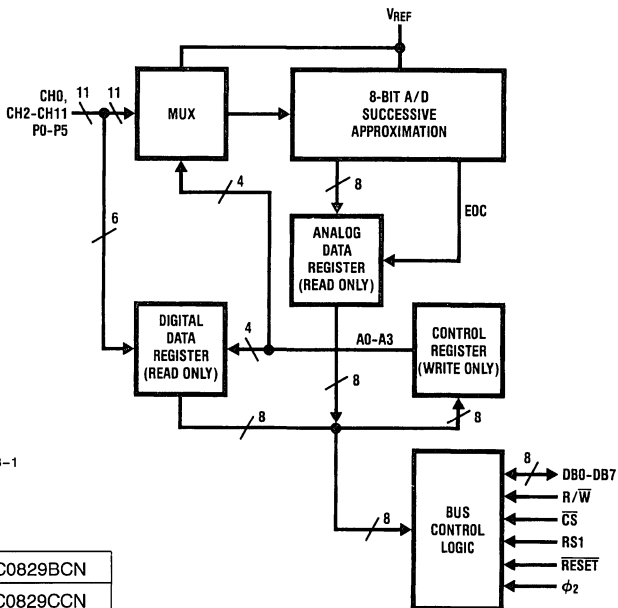 VREF
CH0,
CH2-CH11
P0-P5
11
11
MUX
8-BIT A/D
SUCCESSIVE
APPROXIMATION
4
8
EOC
6
ANALOG
DATA
REGISTER
(READ ONLY)
DIGITAL
DATA
REGISTER
(READ ONLY)
4
A0-A3
CONTROL
REGISTER
(WRITE ONLY)
8
8
8
-1
8
BUS
CONTROL
LOGIC
8
DB0-DB7
R/W̅
C̅S̅
RS1
R̅E̅S̅E̅T̅
ϕ2
C0829BCN
C0829CCN